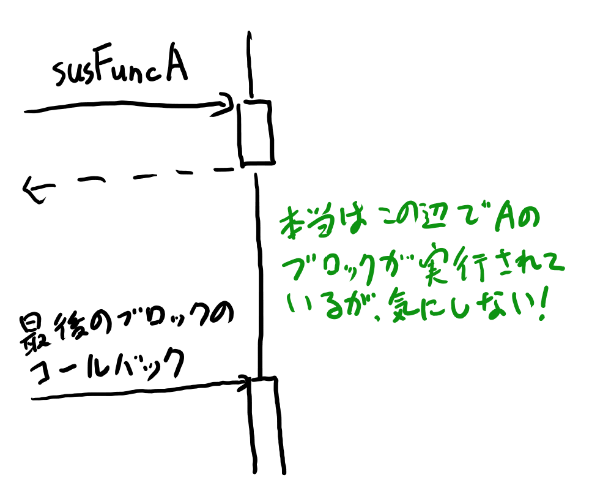 susFuncA
本当はこの辺でAの
ブロックが実行されて
いるが、気にしない!
最後のブロックの
コールバック